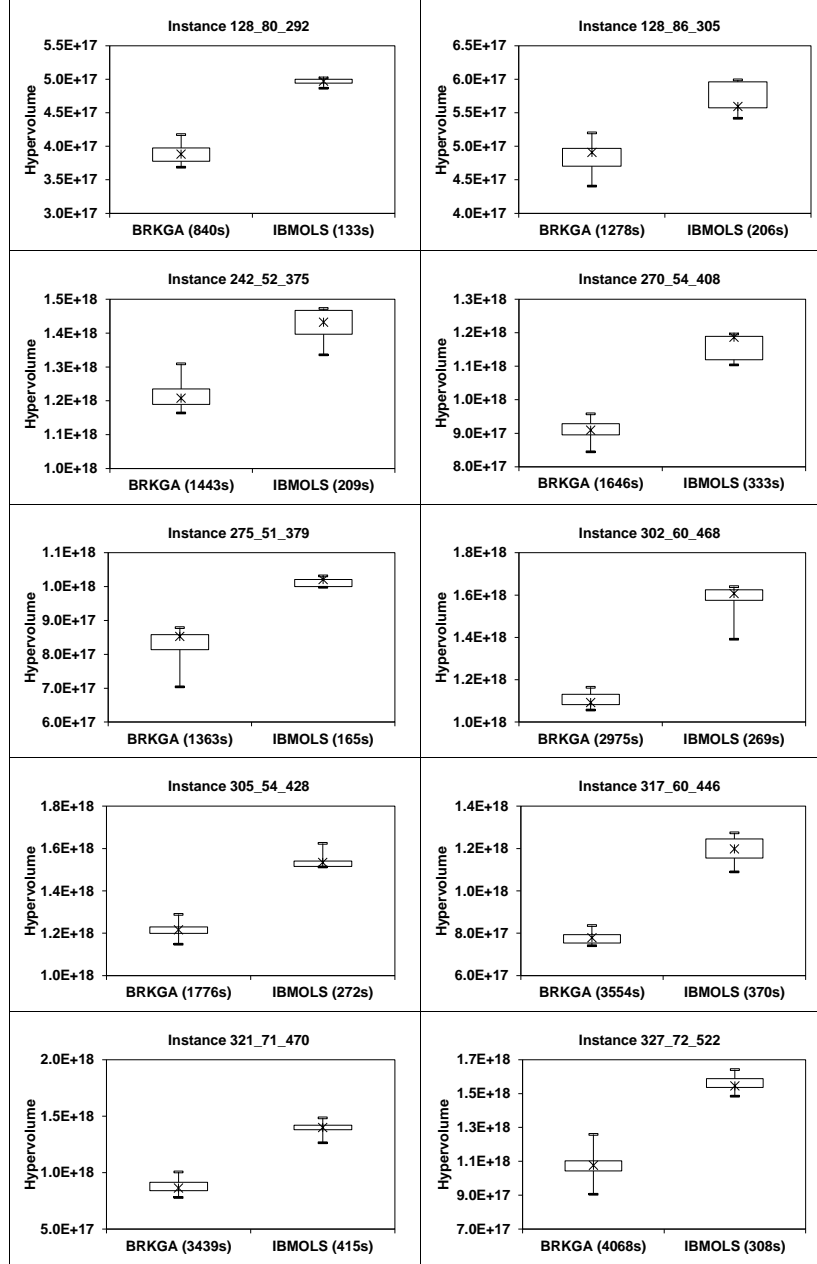 Instance 128_80_292
5.5E+17
5.0E+17
4.5E+17
4.0E+17
3.5E+17
3.0E+17
Hypervolume
BRKGA (840s) IBMOLS (133s)
Instance 128_86_305
6.5E+17
6.0E+17
5.5E+17
5.0E+17
4.5E+17
4.0E+17
Hypervolume
BRKGA (1278s) IBMOLS (206s)
Instance 242_52_375
1.5E+18
1.4E+18
1.3E+18
1.2E+18
1.1E+18
1.0E+18
Hypervolume
BRKGA (1443s) IBMOLS (209s)
Instance 270_54_408
1.3E+18
1.2E+18
1.1E+18
1.0E+18
9.0E+17
8.0E+17
Hypervolume
BRKGA (1646s) IBMOLS (333s)
Instance 275_51_379
1.1E+18
1.0E+18
9.0E+17
8.0E+17
7.0E+17
6.0E+17
Hypervolume
BRKGA (1363s) IBMOLS (165s)
Instance 302_60_468
1.8E+18
1.6E+18
1.4E+18
1.2E+18
1.0E+18
Hypervolume
BRKGA (2975s) IBMOLS (269s)
Instance 305_54_428
1.8E+18
1.6E+18
1.4E+18
1.2E+18
1.0E+18
Hypervolume
BRKGA (1776s) IBMOLS (272s)
Instance 317_60_446
1.4E+18
1.2E+18
1.0E+18
8.0E+17
6.0E+17
Hypervolume
BRKGA (3554s) IBMOLS (370s)
Instance 321_71_470
2.0E+18
1.5E+18
1.0E+18
5.0E+17
Hypervolume
BRKGA (3439s) IBMOLS (415s)
Instance 327_72_522
1.7E+18
1.5E+18
1.3E+18
1.1E+18
9.0E+17
7.0E+17
Hypervolume
BRKGA (4068s) IBMOLS (308s)